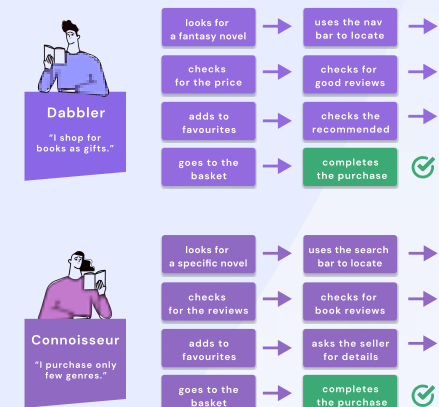 looks for
a fantasy novel
uses the nav
bar to locate
checks
for the price
checks for
good reviews
Dabbler
"I shop for
books as gifts."
adds to
favourites
checks the
recommended
goes to the
basket
completes
the purchase
looks for
a specific novel
uses the search
bar to locate
checks
for the reviews
checks for
book reviews
Connoisseur
"I purchase only
few genres."
adds to
favourites
asks the seller
for details
goes to the
basket
completes
the purchase